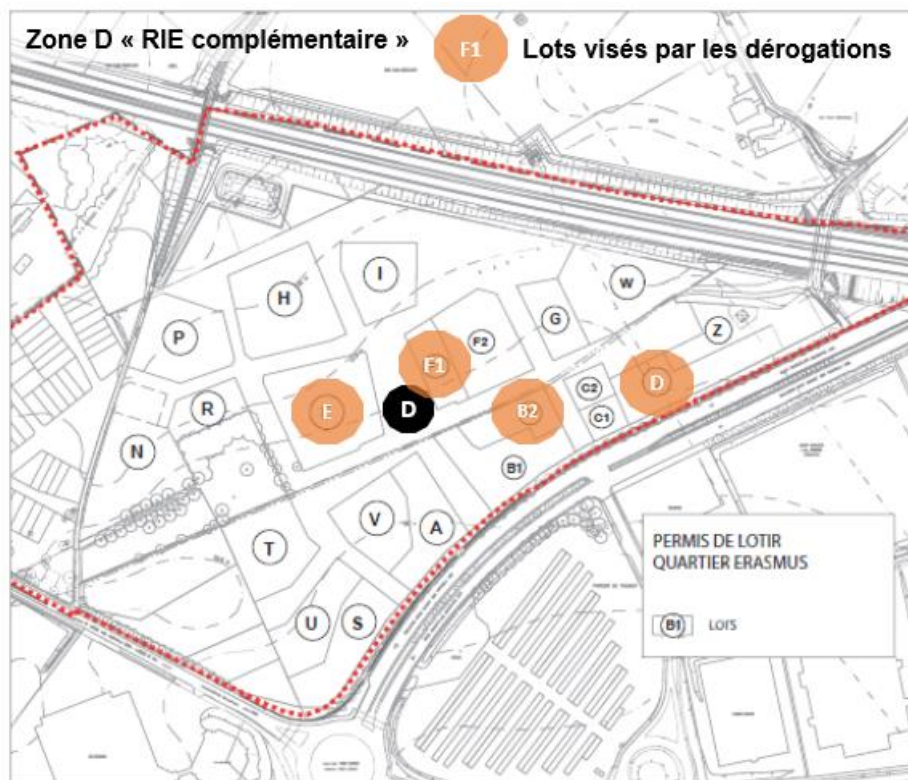 Zone D « RIE complémentaire »
F1
Lots visés par les dérogations
I
H
W
G
Z
P
F2
F1
D
C2
R
E
D
B2
C1
N
B1
V
A
T
U
S
PERMIS DE LOTIR
QUARTIER ERASMUS
B1
LOTS